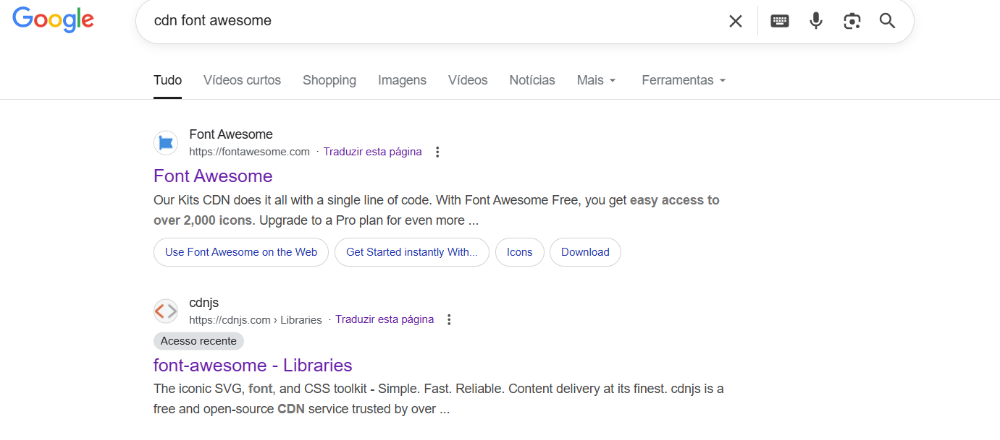 Google
cdn font awesome
Tudo Vídeos curtos Shopping Imagens Vídeos Notícias Mais Ferramentas
Font Awesome
https://fontawesome.com · Traduzir esta página
Font Awesome
Our Kits CDN does it all with a single line of code. With Font Awesome Free, you get easy access to
over 2,000 icons. Upgrade to a Pro plan for even more ...
Use Font Awesome on the Web Get Started instantly With... Icons Download
cdnjs
https://cdnjs.com › Libraries · Traduzir esta página
Acesso recente
font-awesome - Libraries
The iconic SVG, font, and CSS toolkit - Simple. Fast. Reliable. Content delivery at its finest. cdnjs is a
free and open-source CDN service trusted by over ...